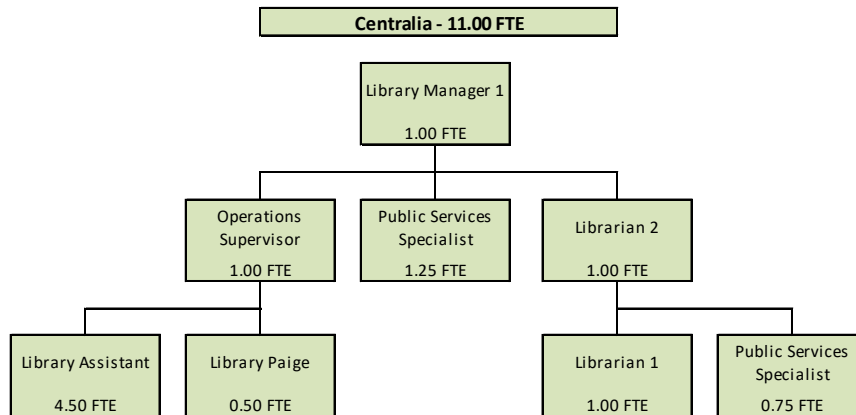 Centralia - 11.00 FTE
Library Manager 1
1.00 FTE
Operations
Supervisor
1.00 FTE
Public Services
Specialist
1.25 FTE
Librarian 2
1.00 FTE
Library Assistant
4.50 FTE
Library Paige
0.50 FTE
Librarian 1
1.00 FTE
Public Services
Specialist
0.75 FTE